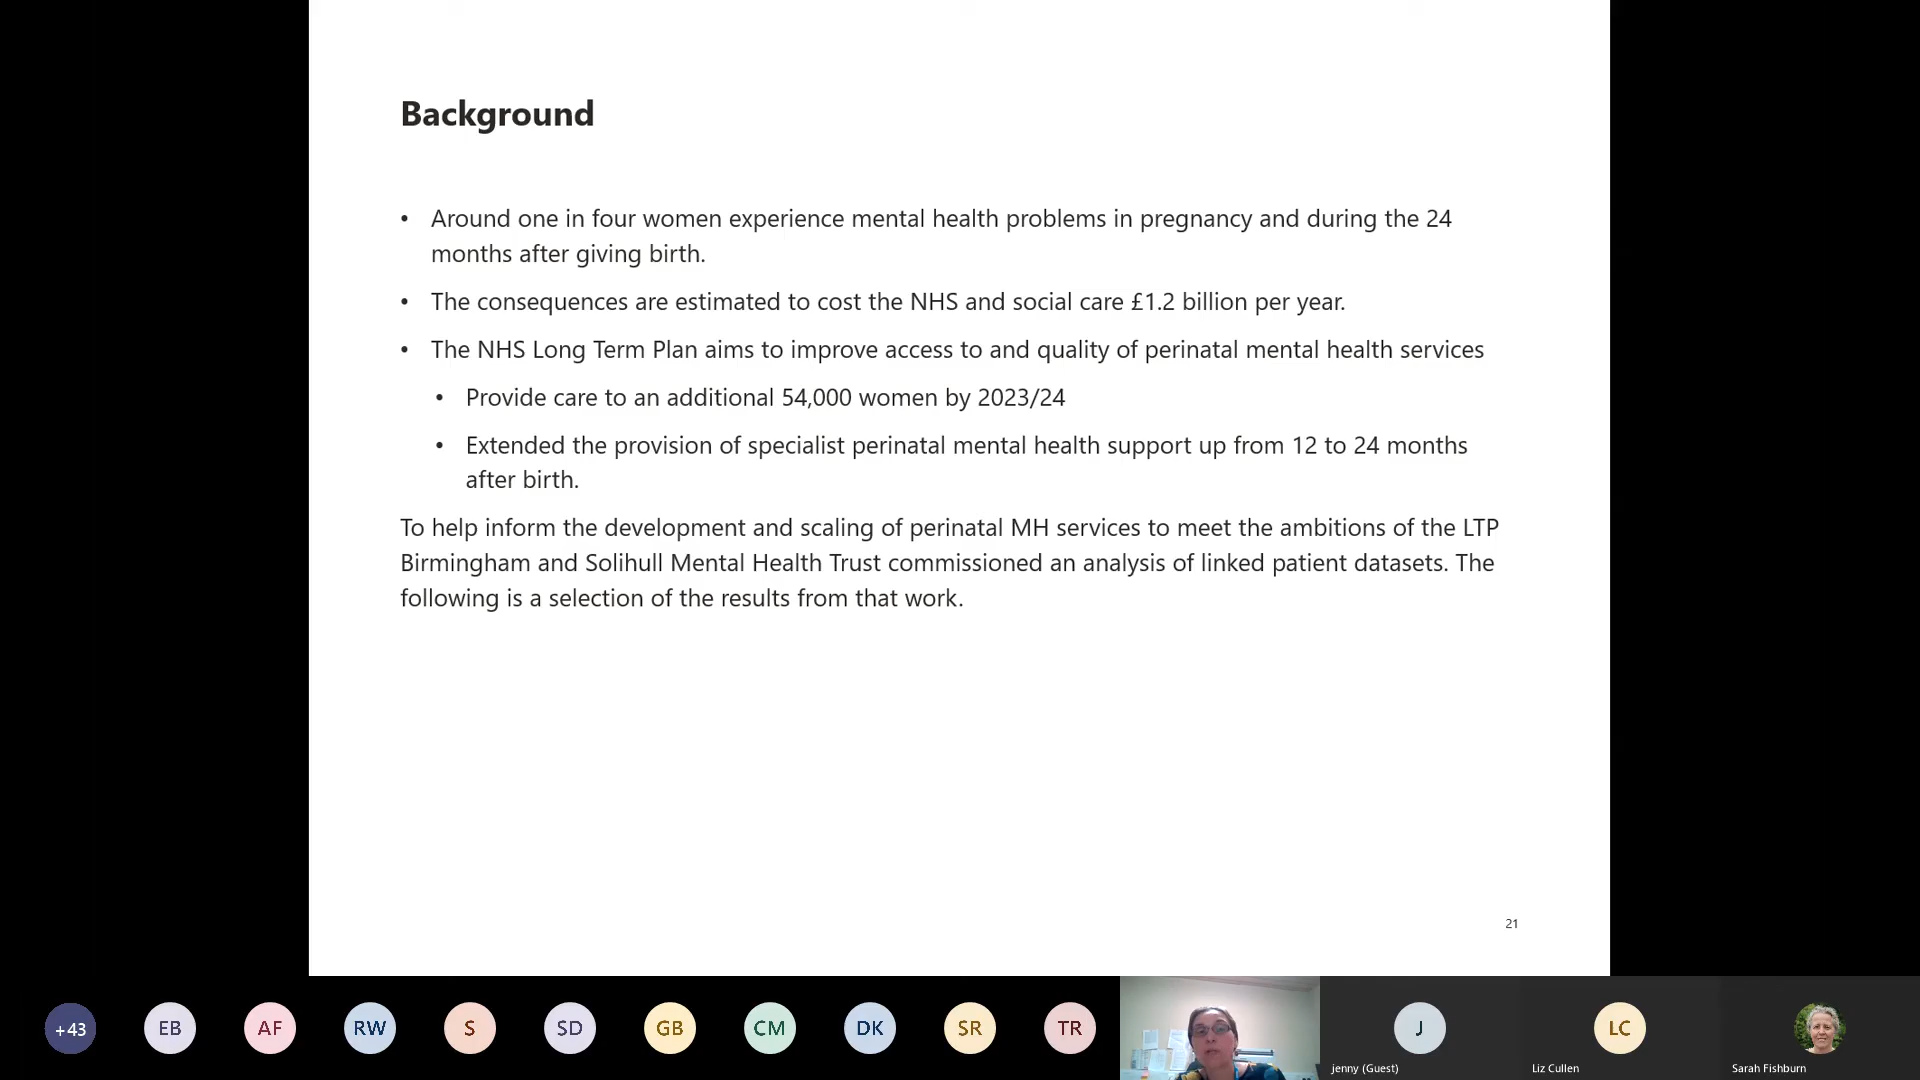 Background
• Around one in four women experience mental health problems in pregnancy and during the 24
months after giving birth.
• The consequences are estimated to cost the NHS and social care £1.2 billion per year.
• The NHS Long Term Plan aims to improve access to and quality of perinatal mental health services
• Provide care to an additional 54,000 women by 2023/24
• Extended the provision of specialist perinatal mental health support up from 12 to 24 months
after birth.
To help inform the development and scaling of perinatal MH services to meet the ambitions of the LTP
Birmingham and Solihull Mental Health Trust commissioned an analysis of linked patient datasets. The
following is a selection of the results from that work.
21
+43 EB AF RW S SD GB CM DK SR TR J LC
jenny (Guest) Liz Cullen Sarah Fishburn